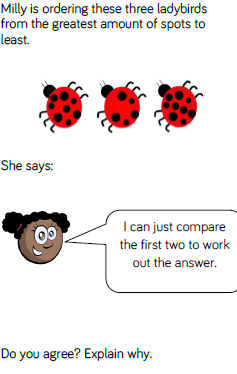 Milly is ordering these three ladybirds
from the greatest amount of spots to
least.
She says:
I can just compare
the first two to work
out the answer.
Do you agree? Explain why.